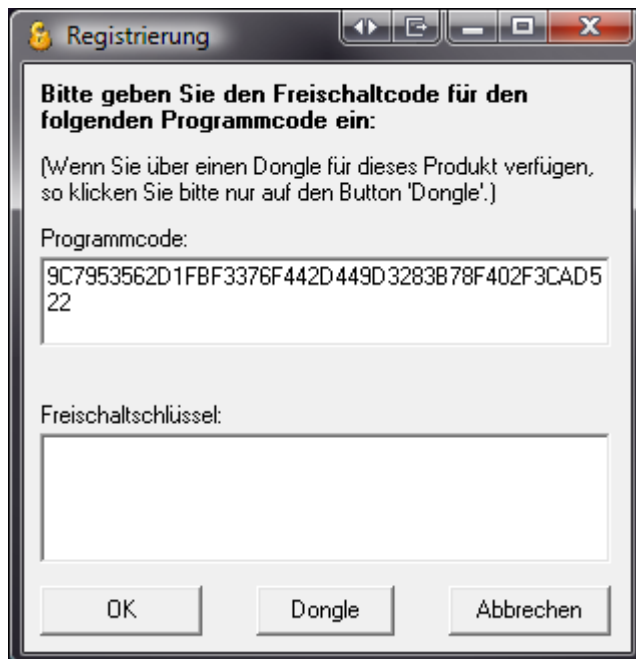 Registrierung
Bitte geben Sie den Freischaltcode für den
folgenden Programmcode ein:
(Wenn Sie über einen Dongle für dieses Produkt verfügen,
so klicken Sie bitte nur auf den Button 'Dongle'.)
Programmcode:
9C7953562D1FBF3376F442D449D3283B78F402F3CAD5
22
Freischaltschlüssel:
OK Dongle Abbrechen